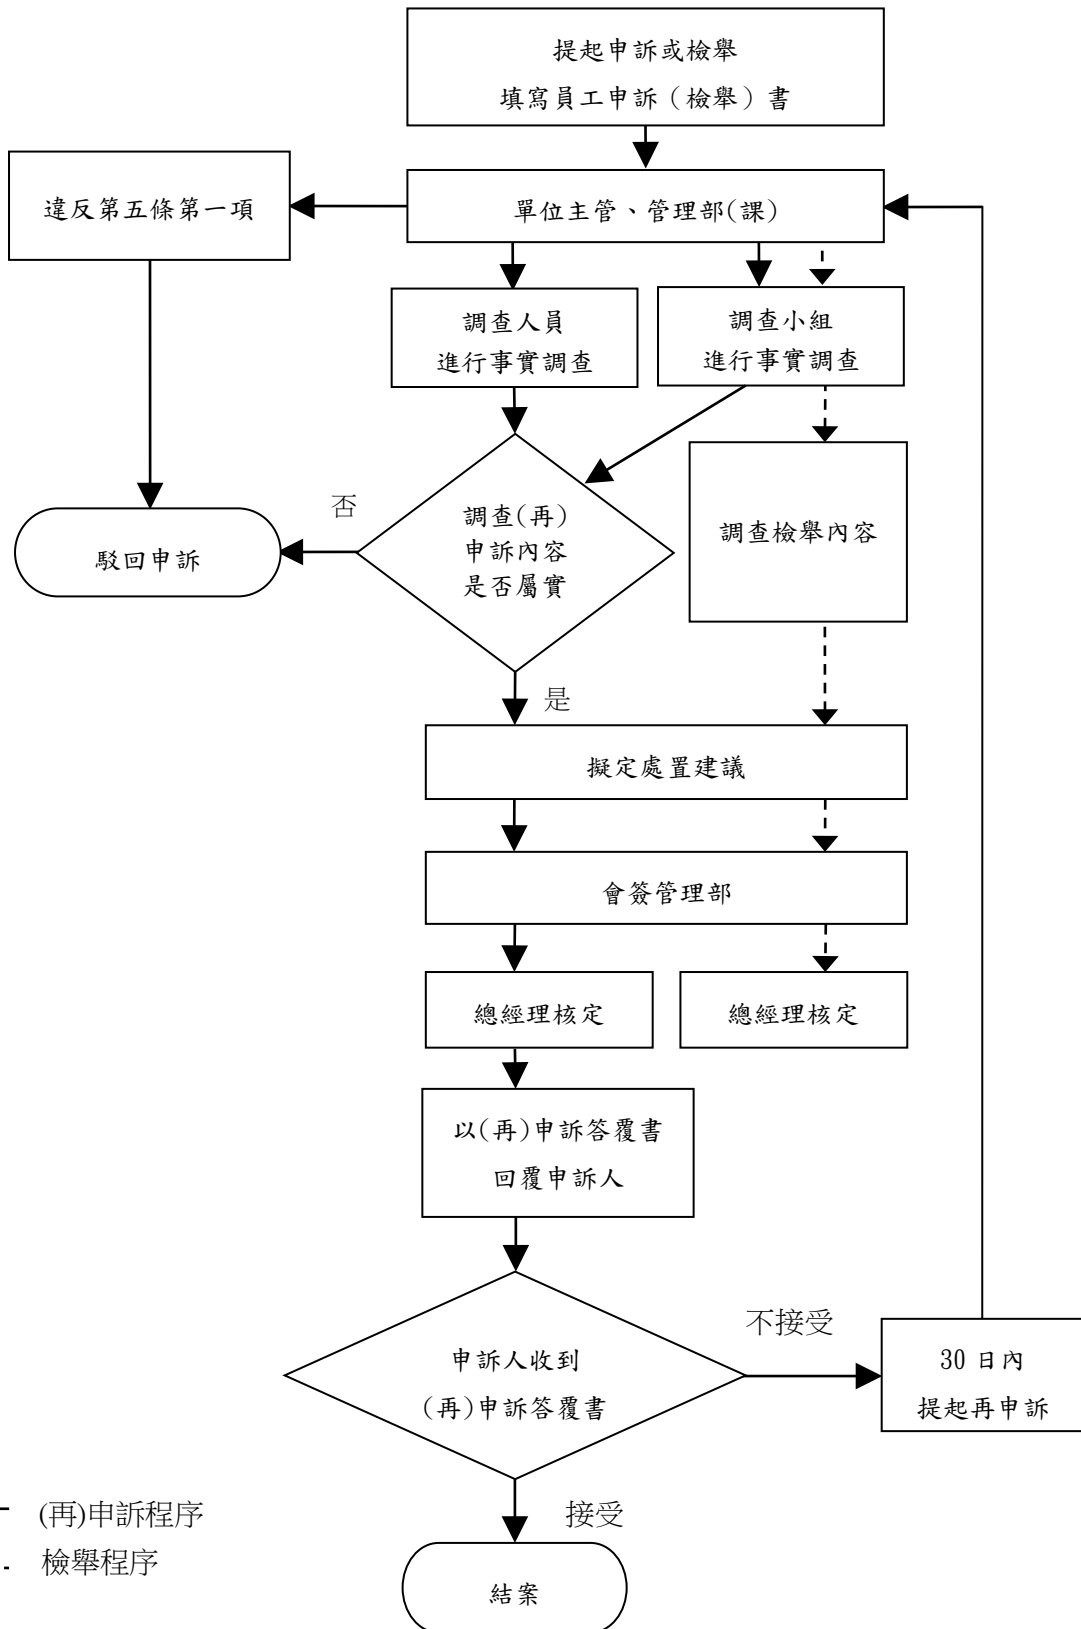 提起申訴或檢舉
填寫員工申訴（檢舉）書
違反第五條第一項
單位主管、管理部(課)
調查人員
進行事實調查
調查小組
進行事實調查
否
調查(再)
申訴內容
是否屬實
調查檢舉內容
駁回申訴
是
擬定處置建議
會簽管理部
總經理核定
總經理核定
以(再)申訴答覆書
回覆申訴人
不接受
申訴人收到
(再)申訴答覆書
30 日內
提起再申訴
(再)申訴程序
接受
檢舉程序
結案